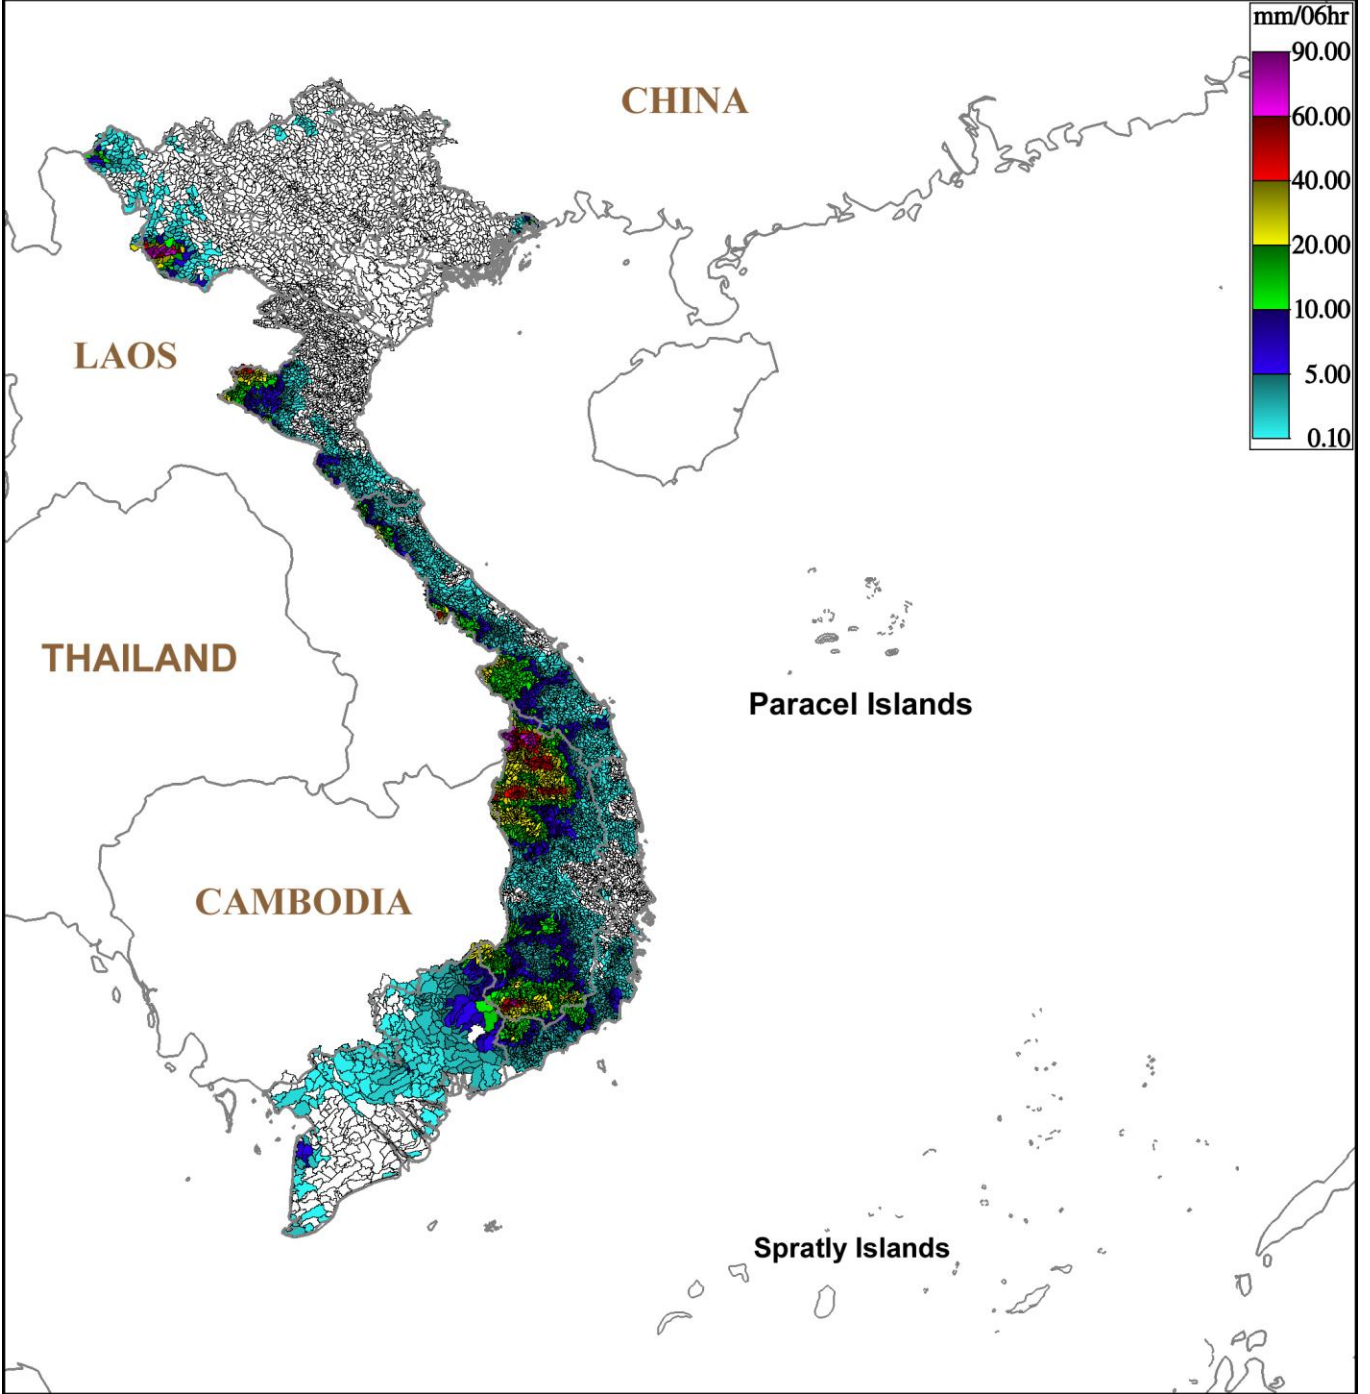 mm/06hr
90.00
60.00
40.00
20.00
10.00
5.00
0.10
CHINA
LAOS
THAILAND
Paracel Islands
CAMBODIA
Spratly Islands